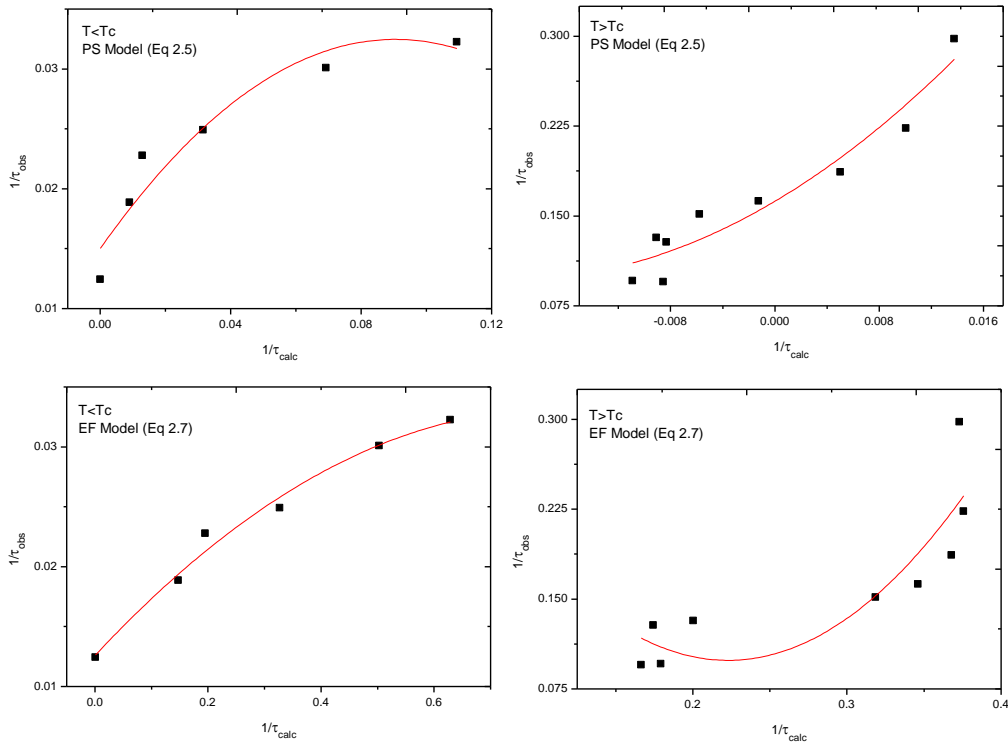 T<Tc
PS Model (Eq 2.5)
0.03
0.02
0.01
1/τobs
0.00
0.04
0.08
0.12
1/τcalc
T>Tc
PS Model (Eq 2.5)
0.300
0.225
0.150
0.075
1/τobs
-0.008
0.000
0.008
0.016
1/τcalc
T<Tc
EF Model (Eq 2.7)
0.03
0.02
0.01
1/τobs
0.0
0.2
0.4
0.6
1/τcalc
T>Tc
EF Model (Eq 2.7)
0.300
0.225
0.150
0.075
1/τobs
0.2
0.3
0.4
1/τcalc